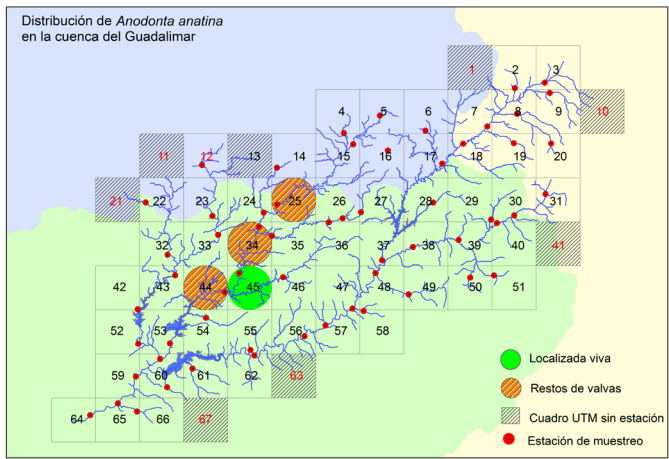 Distribución de Anodonta anatina
en la cuenca del Guadalimar
1 2 3
4 5 6 7 8 9 10
11 12 13 14 15 16 17 18 19 20
21 22 23 24 25 26 27 28 29 30 31
32 33 34 35 36 37 38 39 40 41
42 43 44 45 46 47 48 49 50 51
52 53 54 55 56 57 58
59 60 61 62 63
64 65 66 67
Localizada viva
Restos de valvas
Cuadro UTM sin estación
Estación de muestreo